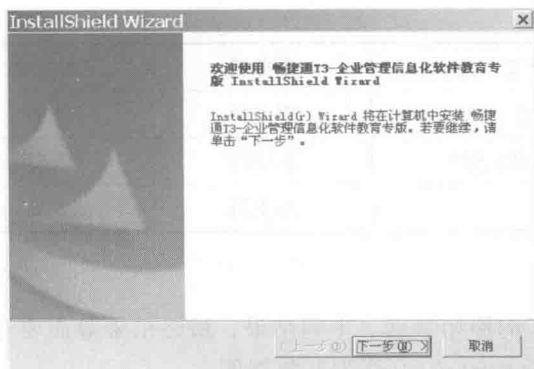 InstallShield Wizard
欢迎使用 畅捷通T3-企业管理信息化软件教育专
版 InstallShield Wizard
InstallShield(r) Wizard 将在计算机中安装 畅捷
通T3-企业管理信息化软件教育专版。若要继续，请
单击“下一步”。
<上一步(B) 下一步(N) > 取消